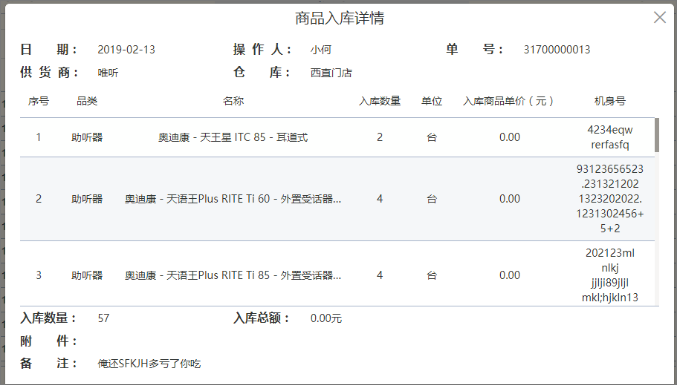 商品入库详情
日 期： 2019-02-13 操 作 人： 小何 单 号： 31700000013
供 货 商： 唯听 仓 库： 西直门店
序号 品类 名称 入库数量 单位 入库商品单价（元） 机身号
1 助听器 奥迪康 - 天王星 ITC 85 - 耳道式 2 台 0.00 4234eqw
rerfasfq
2 助听器 奥迪康 - 天语王Plus RITE Ti 60 - 外置受话器... 4 台 0.00 93123656523
.231321202
1323202022.
1231302456+
5+2
3 助听器 奥迪康 - 天语王Plus RITE Ti 85 - 外置受话器... 4 台 0.00 202123ml
nlkj
jjlji89jljl
mkl;hjkln13
入库数量： 57 入库总额： 0.00元
附 件：
备 注： 俺还SFKJH多亏了你吃